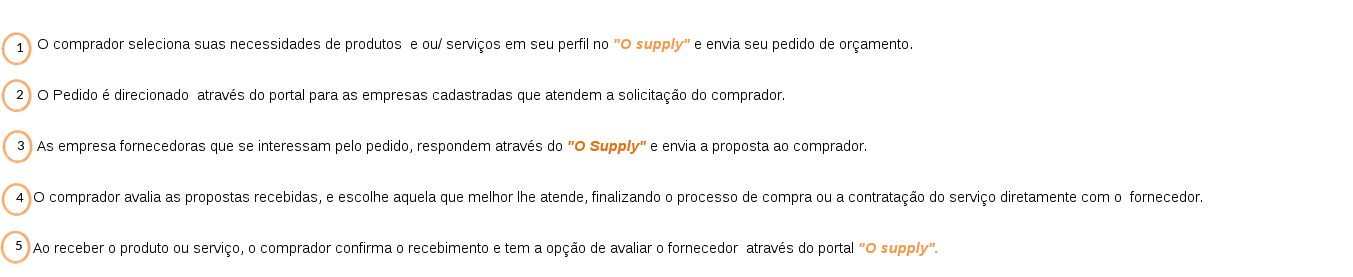 1 O comprador seleciona suas necessidades de produtos e ou/ serviços em seu perfil no "O supply" e envia seu pedido de orçamento.
2 O Pedido é direcionado através do portal para as empresas cadastradas que atendem a solicitação do comprador.
3 As empresa fornecedoras que se interessam pelo pedido, respondem através do "O Supply" e envia a proposta ao comprador.
4 O comprador avalia as propostas recebidas, e escolhe aquela que melhor lhe atende, finalizando o processo de compra ou a contratação do serviço diretamente com o fornecedor.
5 Ao receber o produto ou serviço, o comprador confirma o recebimento e tem a opção de avaliar o fornecedor através do portal "O supply".